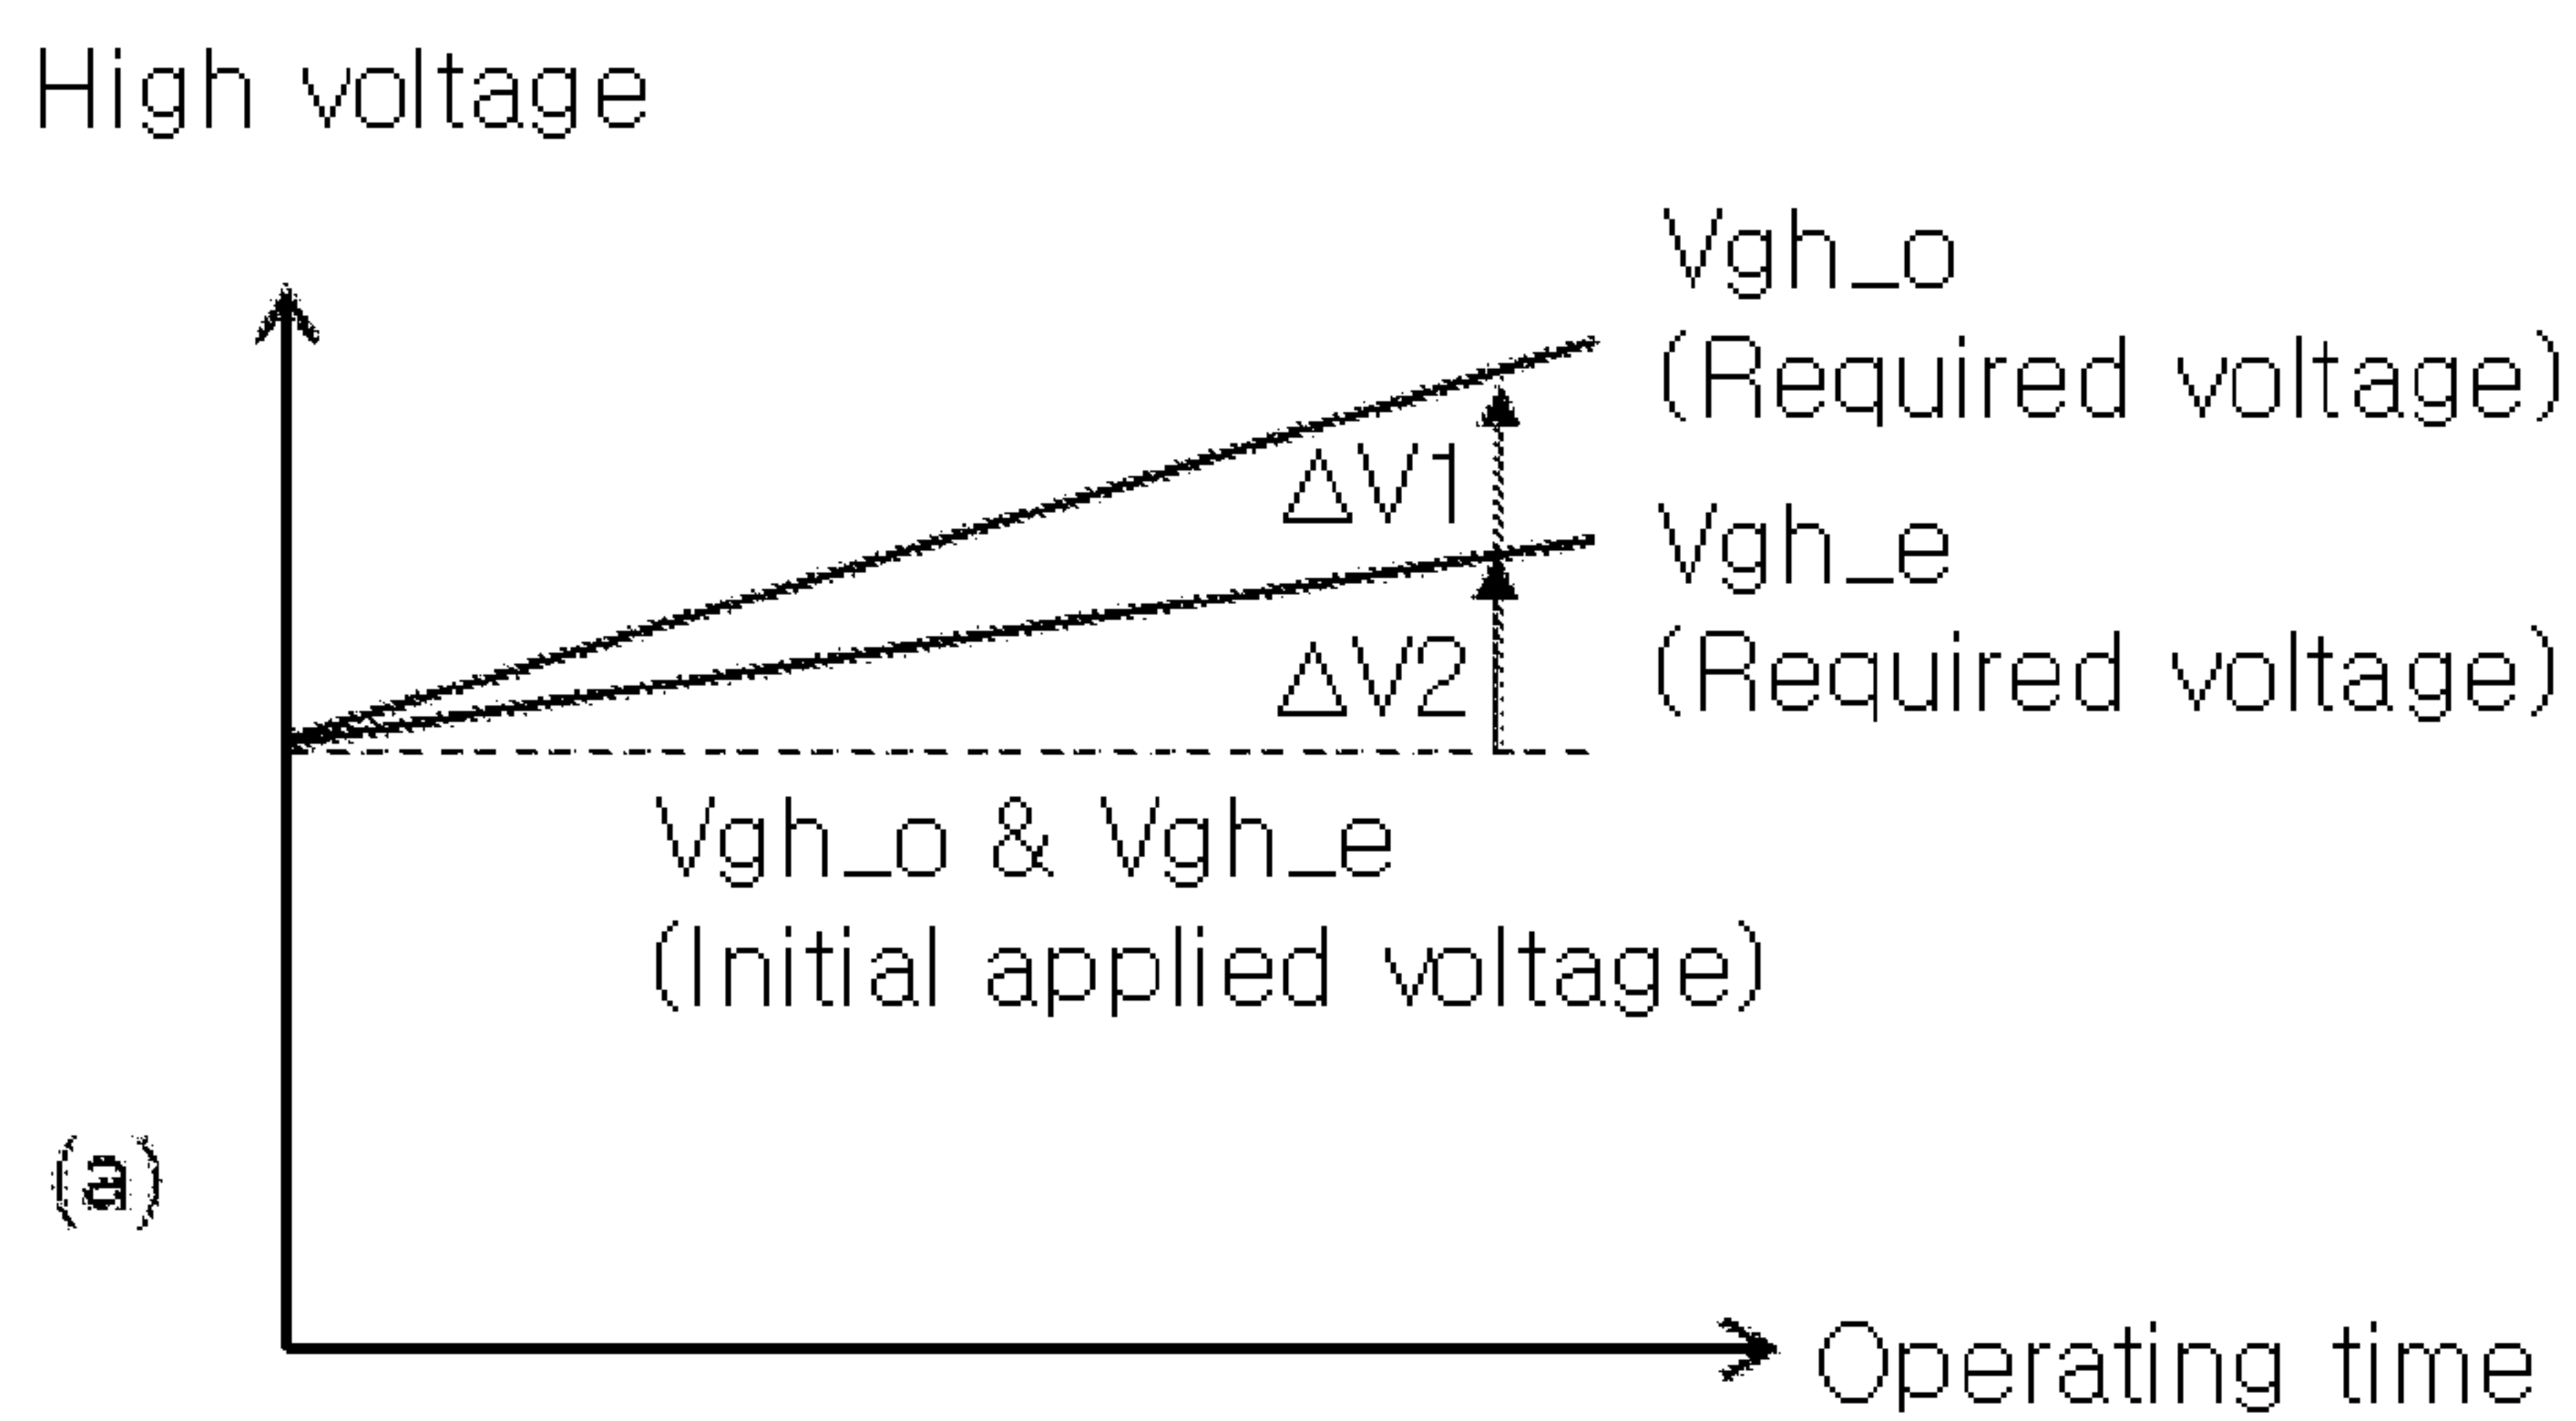 High voltage
Vgh_o
(Required voltage)
ΔV1
Vgh_e
(Required voltage)
ΔV2
Vgh_o & Vgh_e
(Initial applied voltage)
(a)
Operating time